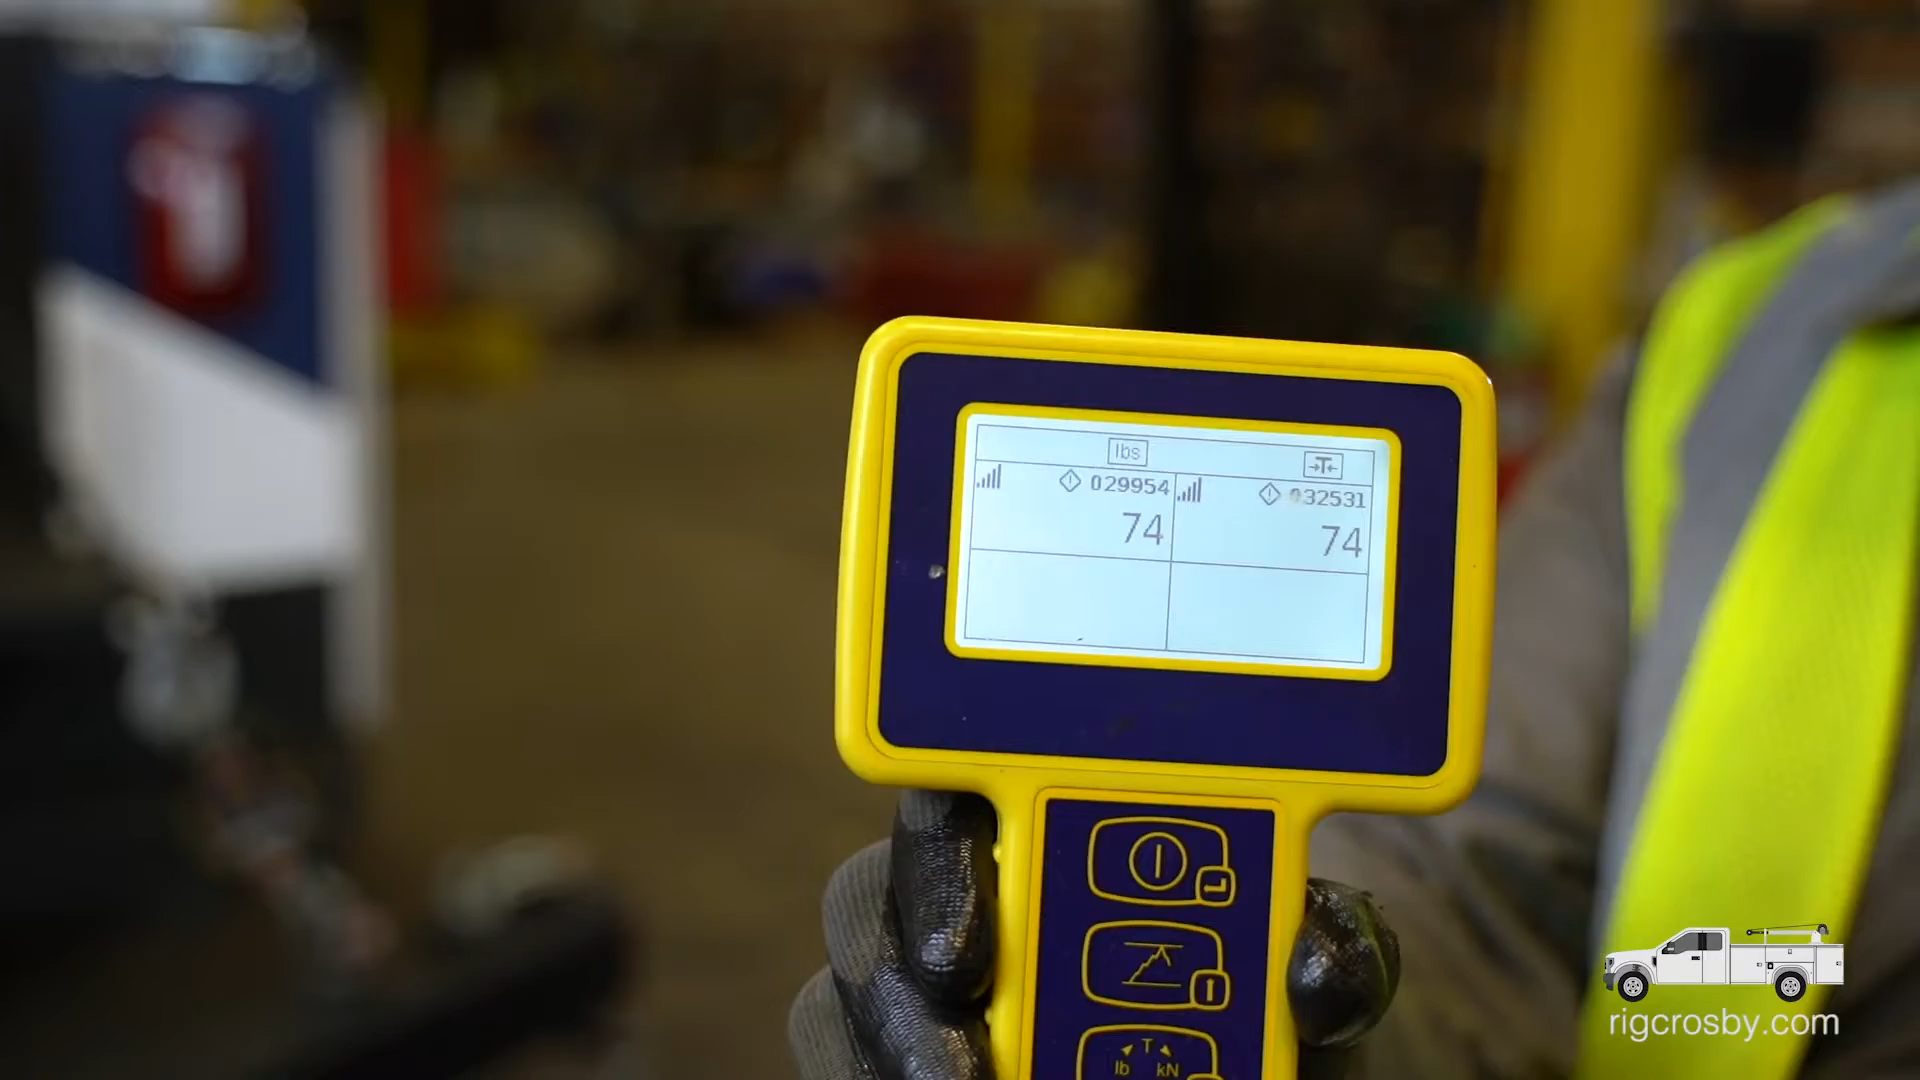 lbs →T←
029954 032531
74 74
T
lb kN
rigcrosby.com